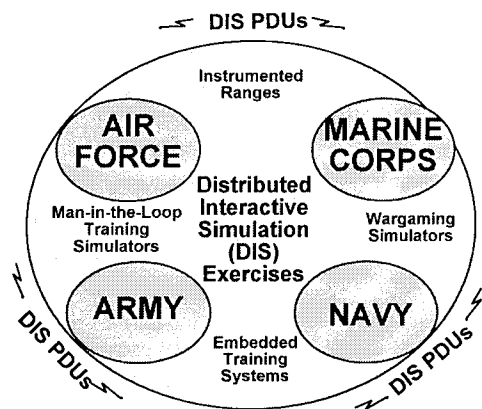 DIS PDUs
Instrumented
Ranges
AIR
FORCE
MARINE
CORPS
Distributed
Interactive
Simulation
(DIS)
Exercises
Man-in-the-Loop
Training
Simulators
Wargaming
Simulators
ARMY
NAVY
Embedded
Training
Systems
DIS PDUs
DIS PDUs